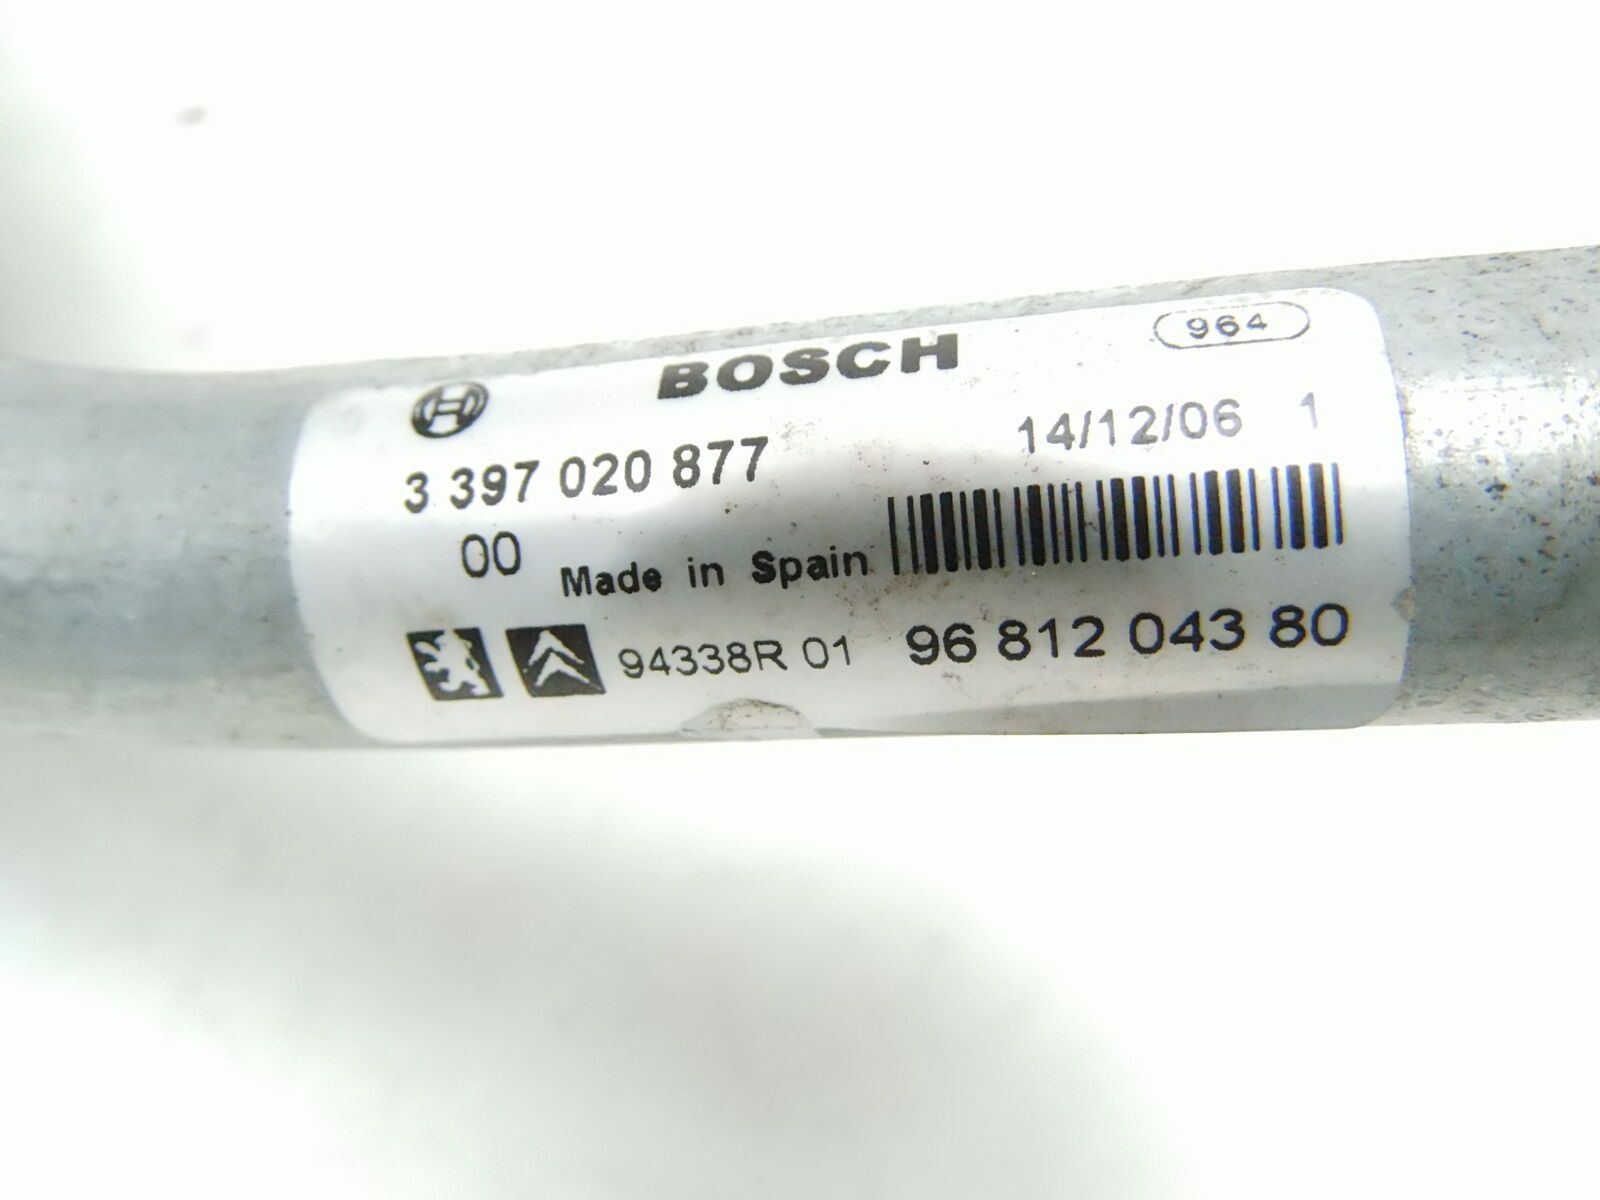 BOSCH 964
3 397 020 877 14/12/06 1
00 Made in Spain
94338R 01 96 812 043 80